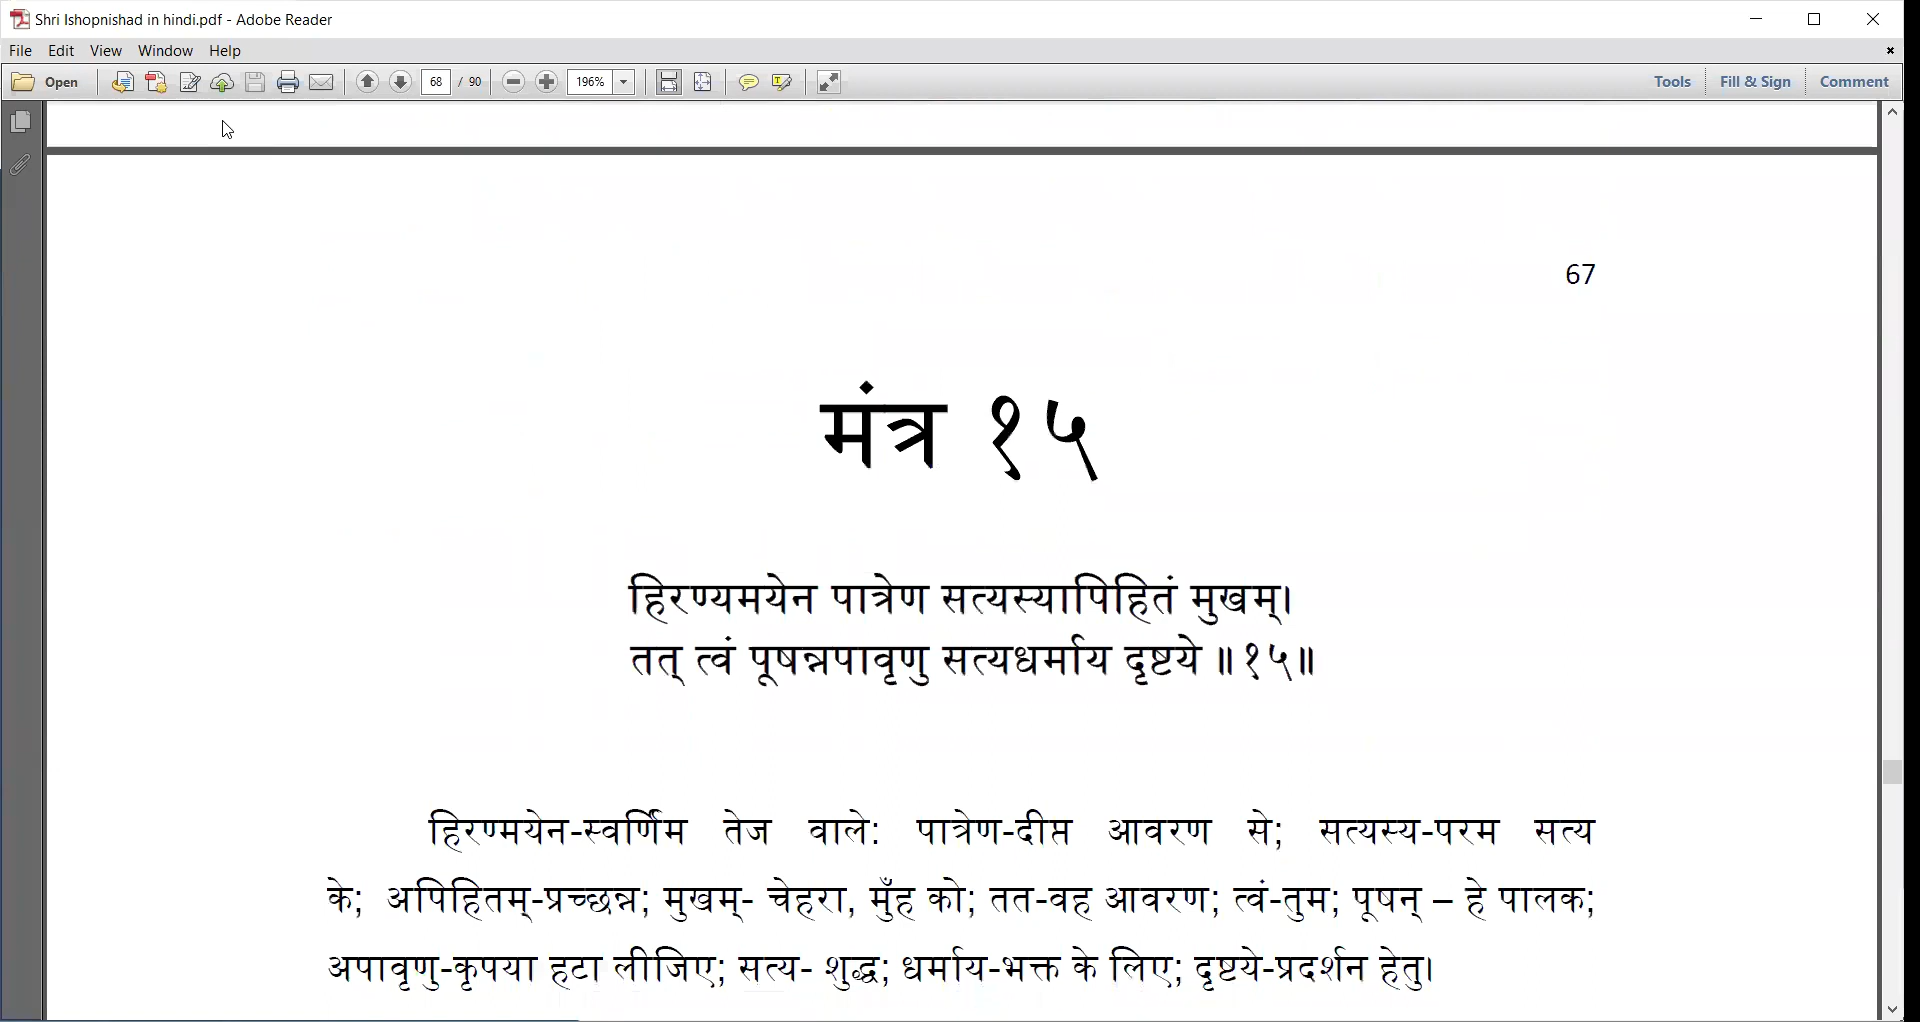 Shri Ishopnishad in hindi.pdf - Adobe Reader
File Edit View Window Help
Open 68 / 90 196% Tools Fill & Sign Comment
67
मंत्र १५
हिरण्यमयेन पात्रेण सत्यस्यापिहितं मुखम्।
तत् त्वं पूषन्नपावृणु सत्यधर्माय दृष्टये ॥१५॥
हिरण्मयेन-स्वर्णिम तेज वाले: पात्रेण-दीप्त आवरण से; सत्यस्य-परम सत्य
के; अपिहितम्-प्रच्छन्न; मुखम्- चेहरा, मुँह को; तत-वह आवरण; त्वं-तुम; पूषन् – हे पालक;
अपावृणु-कृपया हटा लीजिए; सत्य- शुद्ध; धर्माय-भक्त के लिए; दृष्टये-प्रदर्शन हेतु।